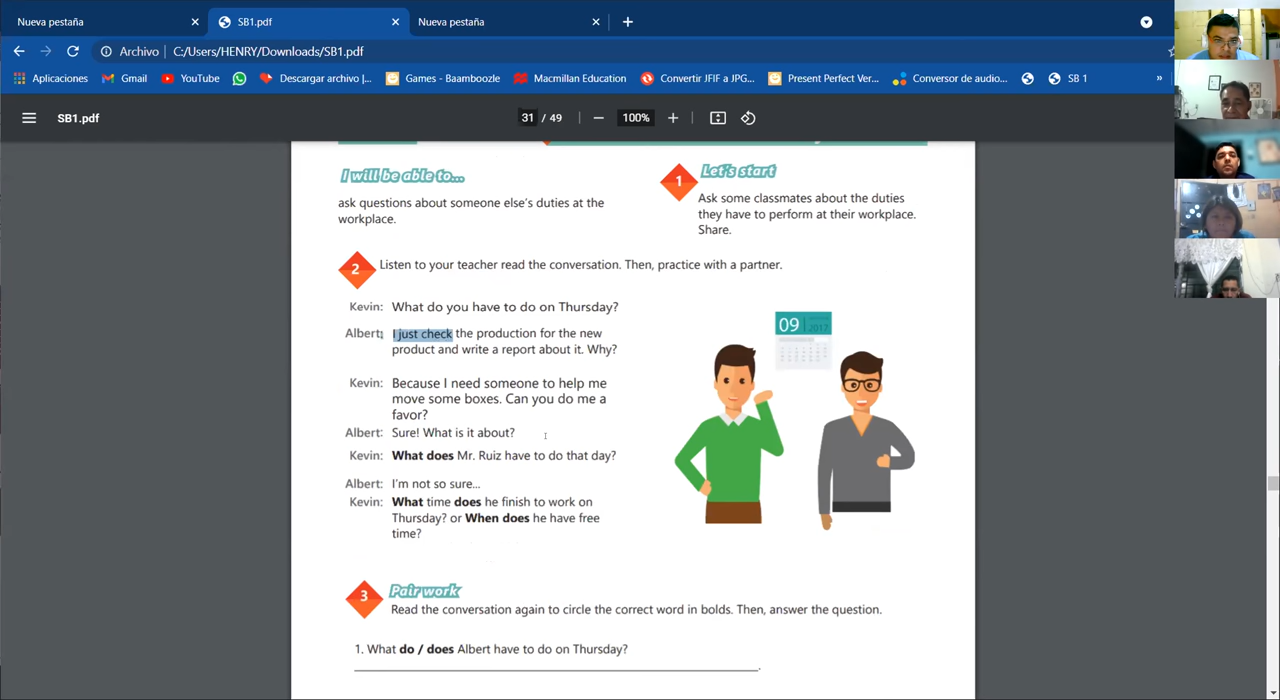 Nueva pestaña
SB1.pdf
Nueva pestaña
Archivo
C:/Users/HENRY/Downloads/SB1.pdf
Aplicaciones
Gmail
YouTube
Descargar archivo |...
Games - Baamboozle
Macmillan Education
Convertir JFIF a JPG...
Present Perfect Ver...
Conversor de audio...
SB 1
»
SB1.pdf
31 / 49
100%
I will be able to...
ask questions about someone else's duties at the
workplace.
1
Let's start
Ask some classmates about the duties
they have to perform at their workplace.
Share.
2
Listen to your teacher read the conversation. Then, practice with a partner.
Kevin: What do you have to do on Thursday?
Albert: I just check the production for the new
product and write a report about it. Why?
Kevin: Because I need someone to help me
move some boxes. Can you do me a
favor?
Albert: Sure! What is it about?
Kevin: What does Mr. Ruiz have to do that day?
Albert: I'm not so sure...
Kevin: What time does he finish to work on
Thursday? or When does he have free
time?
09
2017
3
Pair work
Read the conversation again to circle the correct word in bolds. Then, answer the question.
1. What do / does Albert have to do on Thursday?